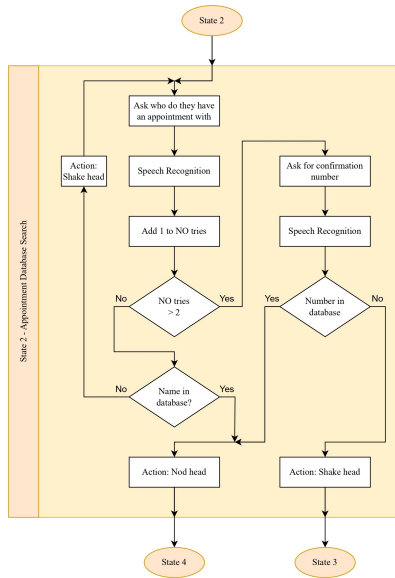 State 2
State 2 - Appointment Database Search
Ask who do they have
an appointment with
Action:
Shake head
Speech Recognition
Ask for confirmation
number
Add 1 to NO tries
Speech Recognition
No
NO tries
> 2
Yes
Yes
Number in
database
No
No
Name in
database?
Yes
Action: Nod head
Action: Shake head
State 4
State 3